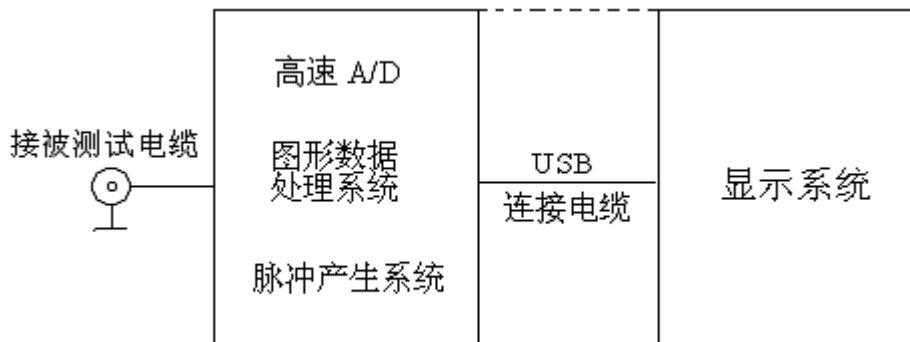 高速 A/D
接被测试电缆
图形数据
处理系统
脉冲产生系统
USB
连接电缆
显示系统